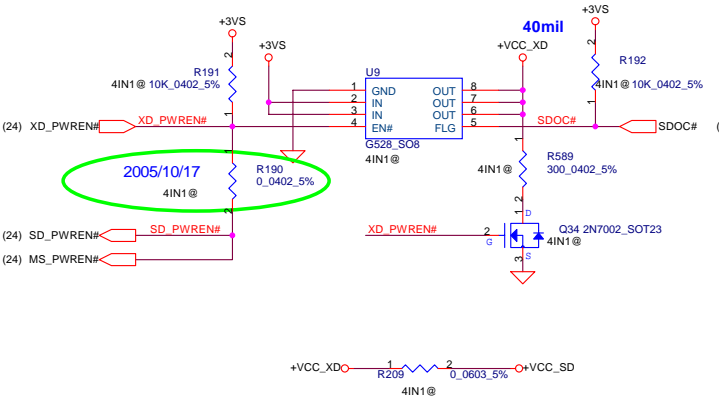 40mil
+3VS
+3VS
+3VS
+VCC_XD
2
R191
4IN1@ 10K_0402_5%
1
U9
1 GND OUT 8
2 IN OUT 7
3 IN OUT 6
4 EN# FLG 5
G528_SO8
4IN1@
2
R192
4IN1@ 10K_0402_5%
1
(24) XD_PWREN#
XD_PWREN#
SDOC#
SDOC#
(
2005/10/17
4IN1@
1
R190
0_0402_5%
2
1
R589
4IN1@
300_0402_5%
2
(24) SD_PWREN#
SD_PWREN#
(24) MS_PWREN#
XD_PWREN#
2
G
1
D
S
3
Q34 2N7002_SOT23
4IN1@
+VCC_XD
1
2
+VCC_SD
R209
0_0603_5%
4IN1@